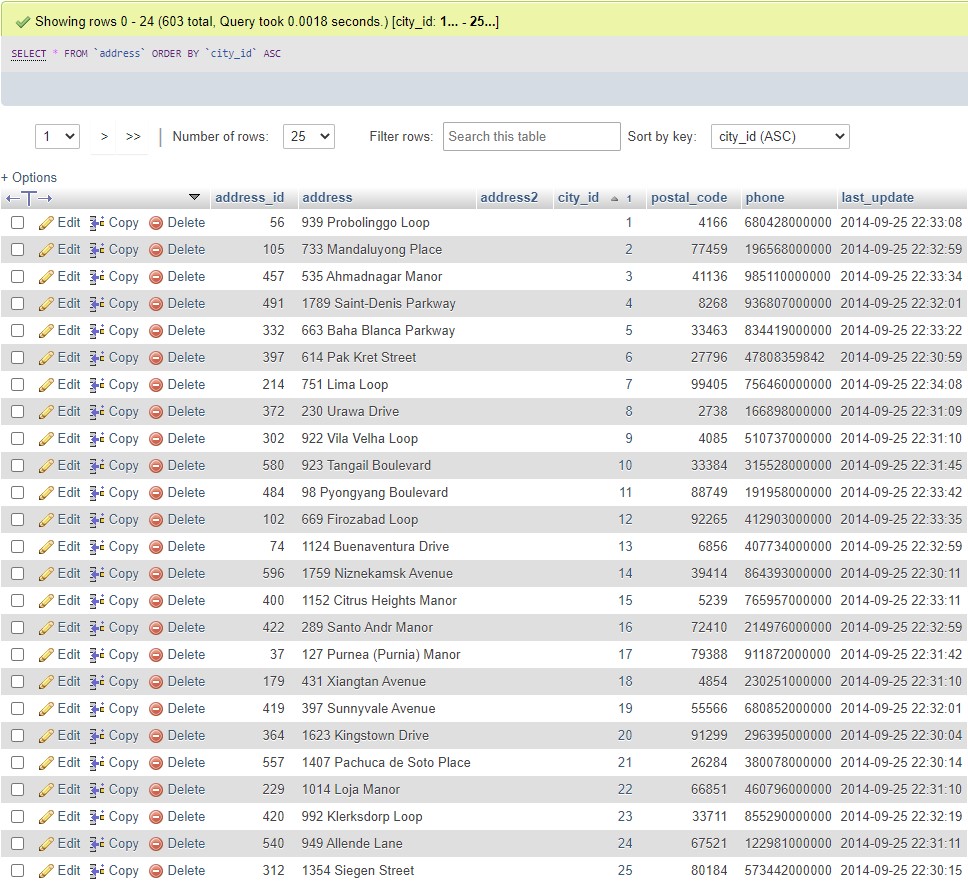 Showing rows 0 - 24 (603 total, Query took 0.0018 seconds.) [city_id: 1... - 25...]
SELECT * FROM `address` ORDER BY `city_id` ASC
1 > >> | Number of rows: 25 Filter rows: Search this table Sort by key: city_id (ASC)
+ Options
←T→ address_id address address2 city_id 1 postal_code phone last_update
Edit Copy Delete 56 939 Probolinggo Loop 1 4166 680428000000 2014-09-25 22:33:08
Edit Copy Delete 105 733 Mandaluyong Place 2 77459 196568000000 2014-09-25 22:32:59
Edit Copy Delete 457 535 Ahmadnagar Manor 3 41136 985110000000 2014-09-25 22:33:34
Edit Copy Delete 491 1789 Saint-Denis Parkway 4 8268 936807000000 2014-09-25 22:32:01
Edit Copy Delete 332 663 Baha Blanca Parkway 5 33463 834419000000 2014-09-25 22:33:22
Edit Copy Delete 397 614 Pak Kret Street 6 27796 47808359842 2014-09-25 22:30:59
Edit Copy Delete 214 751 Lima Loop 7 99405 756460000000 2014-09-25 22:34:08
Edit Copy Delete 372 230 Urawa Drive 8 2738 166898000000 2014-09-25 22:31:09
Edit Copy Delete 302 922 Vila Velha Loop 9 4085 510737000000 2014-09-25 22:31:10
Edit Copy Delete 580 923 Tangail Boulevard 10 33384 315528000000 2014-09-25 22:31:45
Edit Copy Delete 484 98 Pyongyang Boulevard 11 88749 191958000000 2014-09-25 22:33:42
Edit Copy Delete 102 669 Firozabad Loop 12 92265 412903000000 2014-09-25 22:33:35
Edit Copy Delete 74 1124 Buenaventura Drive 13 6856 407734000000 2014-09-25 22:32:59
Edit Copy Delete 596 1759 Niznekamsk Avenue 14 39414 864393000000 2014-09-25 22:30:11
Edit Copy Delete 400 1152 Citrus Heights Manor 15 5239 765957000000 2014-09-25 22:33:11
Edit Copy Delete 422 289 Santo Andr Manor 16 72410 214976000000 2014-09-25 22:32:59
Edit Copy Delete 37 127 Purnea (Purnia) Manor 17 79388 911872000000 2014-09-25 22:31:42
Edit Copy Delete 179 431 Xiangtan Avenue 18 4854 230251000000 2014-09-25 22:31:10
Edit Copy Delete 419 397 Sunnyvale Avenue 19 55566 680852000000 2014-09-25 22:32:01
Edit Copy Delete 364 1623 Kingstown Drive 20 91299 296395000000 2014-09-25 22:30:04
Edit Copy Delete 557 1407 Pachuca de Soto Place 21 26284 380078000000 2014-09-25 22:30:14
Edit Copy Delete 229 1014 Loja Manor 22 66851 460796000000 2014-09-25 22:31:10
Edit Copy Delete 420 992 Klerksdorp Loop 23 33711 855290000000 2014-09-25 22:32:19
Edit Copy Delete 540 949 Allende Lane 24 67521 122981000000 2014-09-25 22:31:11
Edit Copy Delete 312 1354 Siegen Street 25 80184 573442000000 2014-09-25 22:30:15